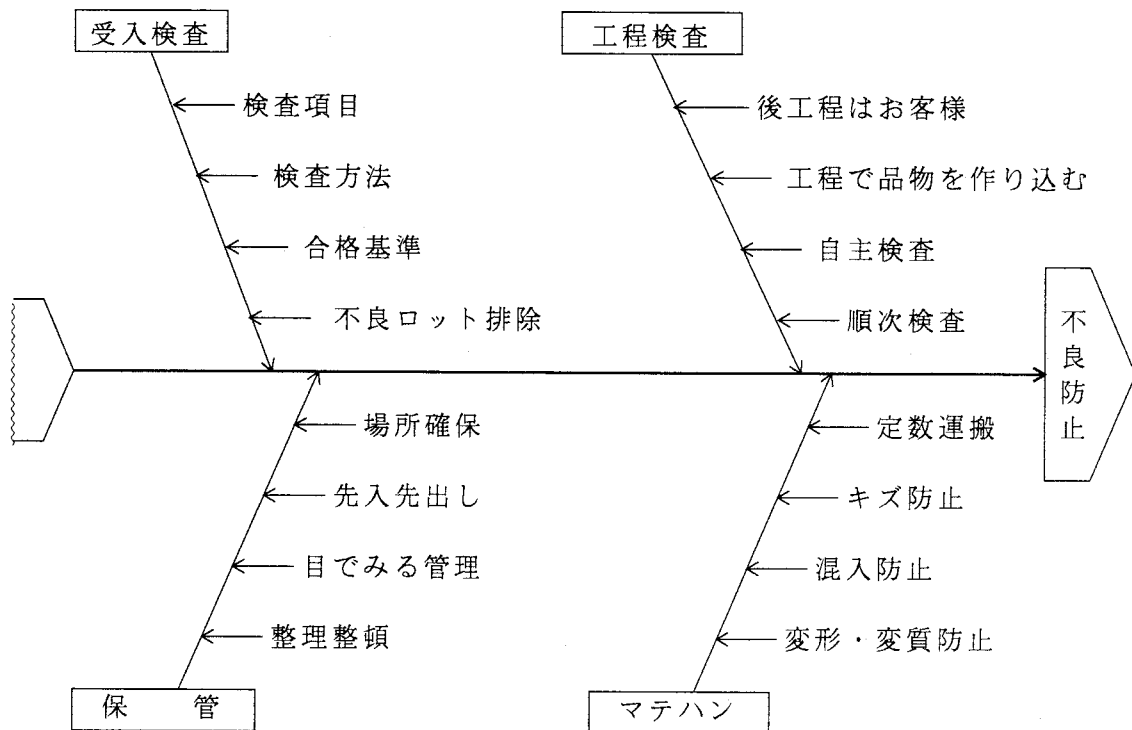 受入検査
検査項目
検査方法
合格基準
不良ロット排除
工程検査
後工程はお客様
工程で品物を作り込む
自主検査
順次検査
不良防止
場所確保
先入先出し
目でみる管理
整理整頓
保　管
定数運搬
キズ防止
混入防止
変形・変質防止
マテハン